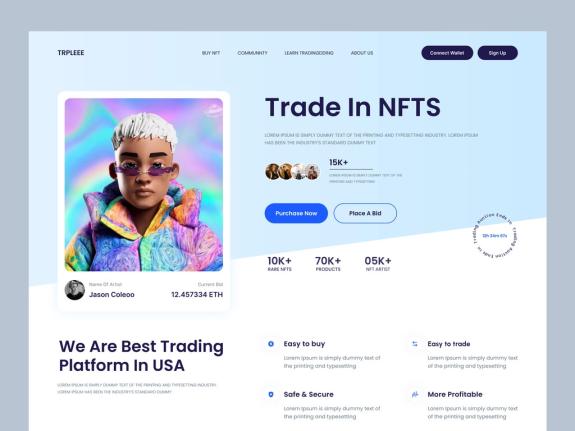 TRPLEEE
BUY NFT
COMMUNNTY
LEARN TRADINGDDING
ABOUT US
Connect Wallet
Sign Up
Trade In NFTS
LOREM IPSUM IS SIMPLY DUMMY TEXT OF THE PRINTING AND TYPESETTING INDUSTRY. LOREM IPSUM
HAS BEEN THE INDUSTRY'S STANDARD DUMMY TEXT
15K+
LOREM IPSUM IS SIMPLY DUMMY TEXT OF THE
PRINTING AND TYPESETTING
Purchase Now
Place A Bid
Trading Auction Ends In
12h 34m 67s
10K+
RARE NFTS
70K+
PRODUCTS
05K+
NFT ARTIST
Name Of Artist
Jason Coleoo
Current Bid
12.457334 ETH
We Are Best Trading
Platform In USA
LOREM IPSUM IS SIMPLY DUMMY TEXT OF THE PRINTING AND TYPESETTING INDUSTRY.
LOREM IPSUM HAS BEEN THE INDUSTRY'S STANDARD DUMMY
Easy to buy
Lorem Ipsum is simply dummy text of
the printing and typesetting
Easy to trade
Lorem Ipsum is simply dummy text of
the printing and typesetting
Safe & Secure
Lorem Ipsum is simply dummy text of
the printing and typesetting
More Profitable
Lorem Ipsum is simply dummy text of
the printing and typesetting